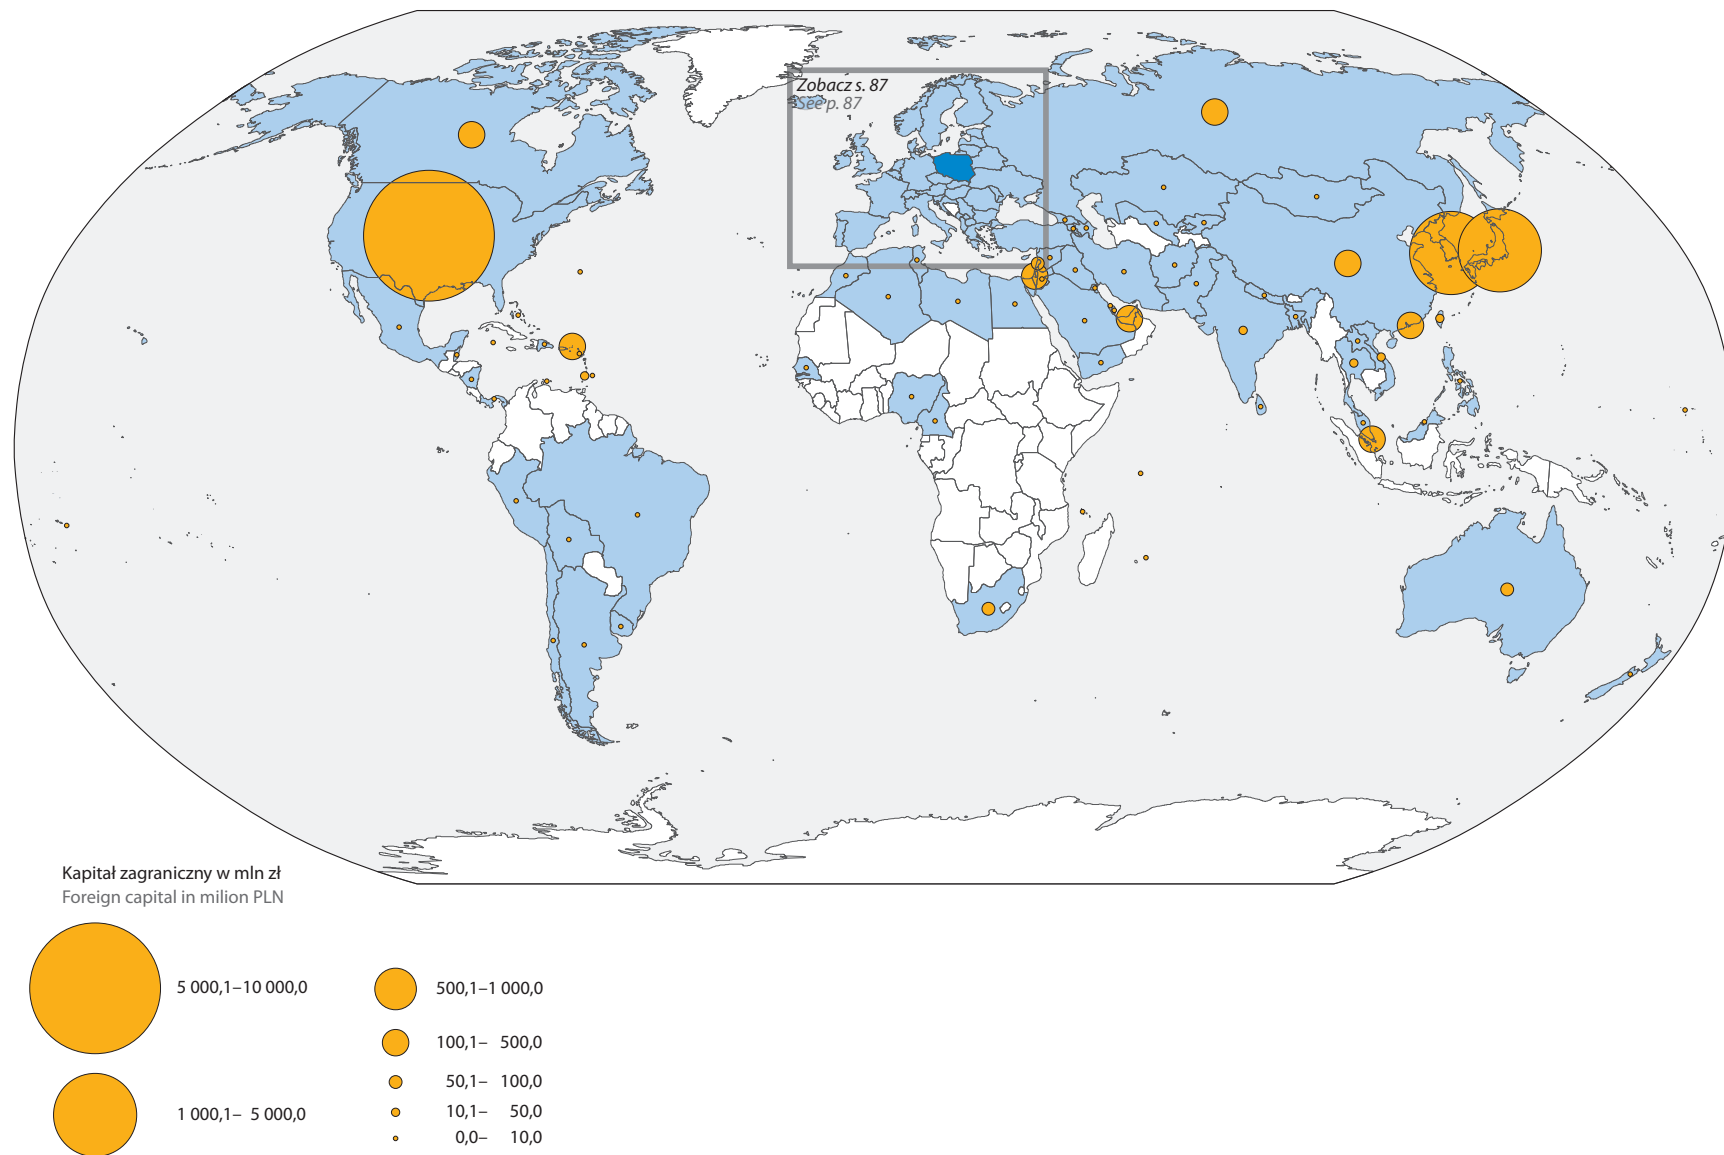 Zobacz s. 87
See p. 87
Kapitał zagraniczny w mln zł
Foreign capital in milion PLN
5 000,1–10 000,0
1 000,1– 5 000,0
500,1–1 000,0
100,1– 500,0
50,1– 100,0
10,1– 50,0
0,0– 10,0